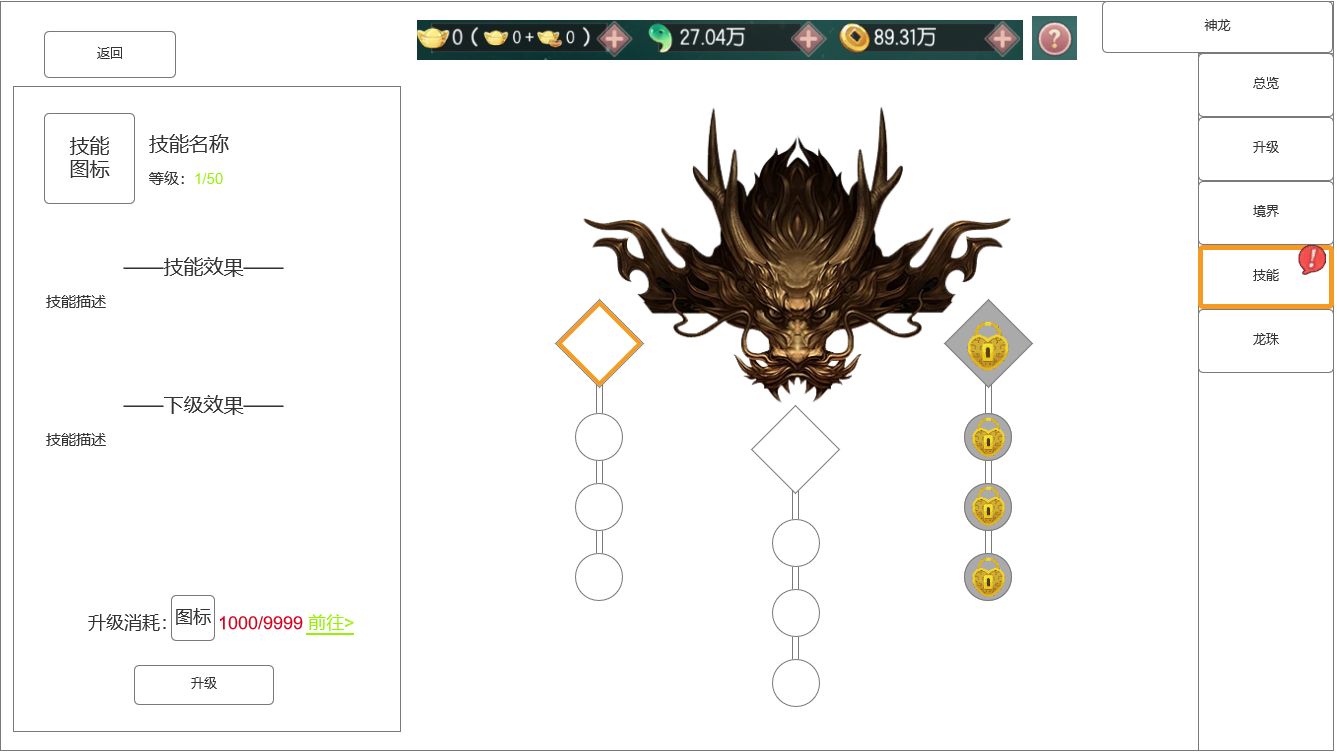 返回
0 ( 0 + 0 )
27.04万
89.31万
?
神龙
总览
升级
境界
技能
!
龙珠
技能
图标
技能名称
等级：1/50
——技能效果——
技能描述
——下级效果——
技能描述
升级消耗：图标 1000/9999 前往>
升级